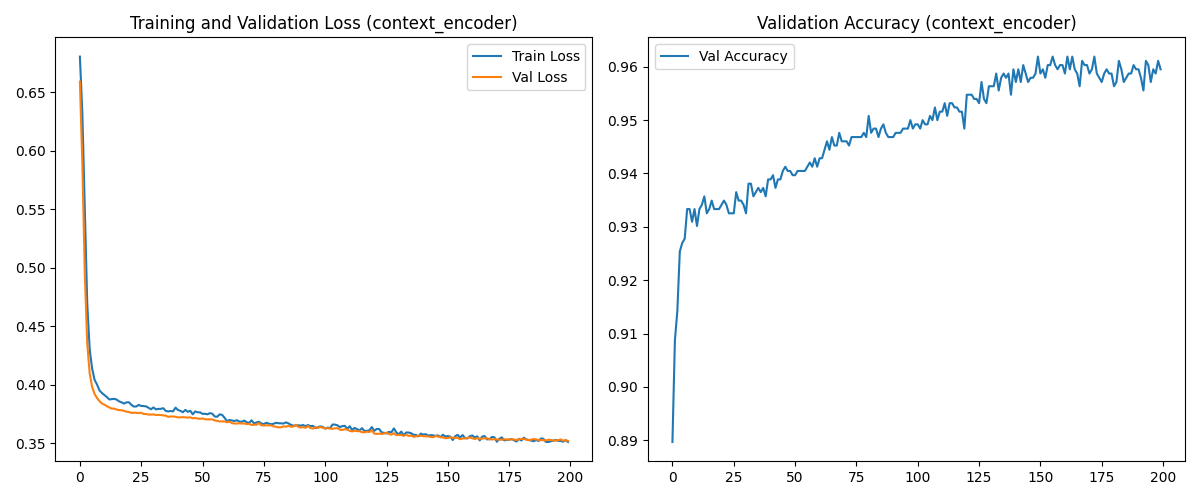 Training and Validation Loss (context_encoder)
Train Loss
Val Loss
0.65
0.60
0.55
0.50
0.45
0.40
0.35
0 25 50 75 100 125 150 175 200
Validation Accuracy (context_encoder)
Val Accuracy
0.96
0.95
0.94
0.93
0.92
0.91
0.90
0.89
0 25 50 75 100 125 150 175 200